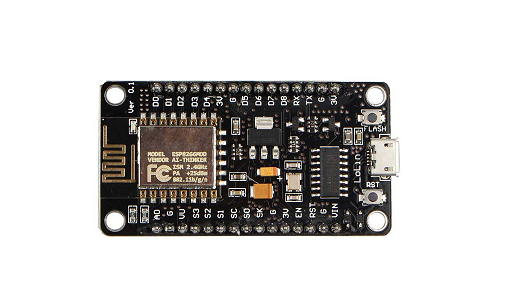 Ver 0.1
D0 D1 D2 D3 D4 3V G D5 D6 D7 D8 RX TX G 3V
FLASH
MODEL ESP8266MOD
VENDOR AI-THINKER
FC ISM 2.4GHz
PA +25dBm
802.11b/g/n
LoLin
RST
A0 G VU S3 S2 S1 SC SO SK G 3V EN RST G VIN